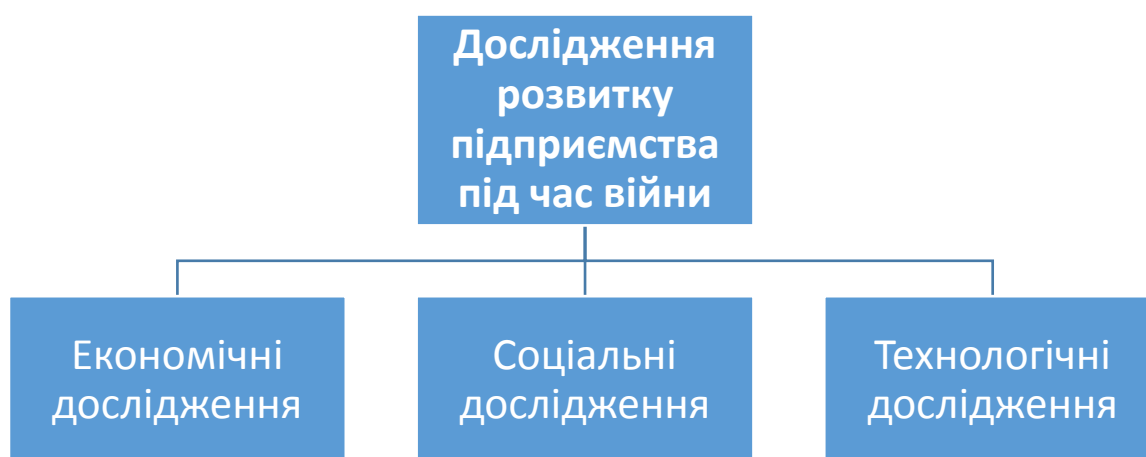 Дослідження
розвитку
підприємства
під час війни
Економічні
дослідження
Соціальні
дослідження
Технологічні
дослідження